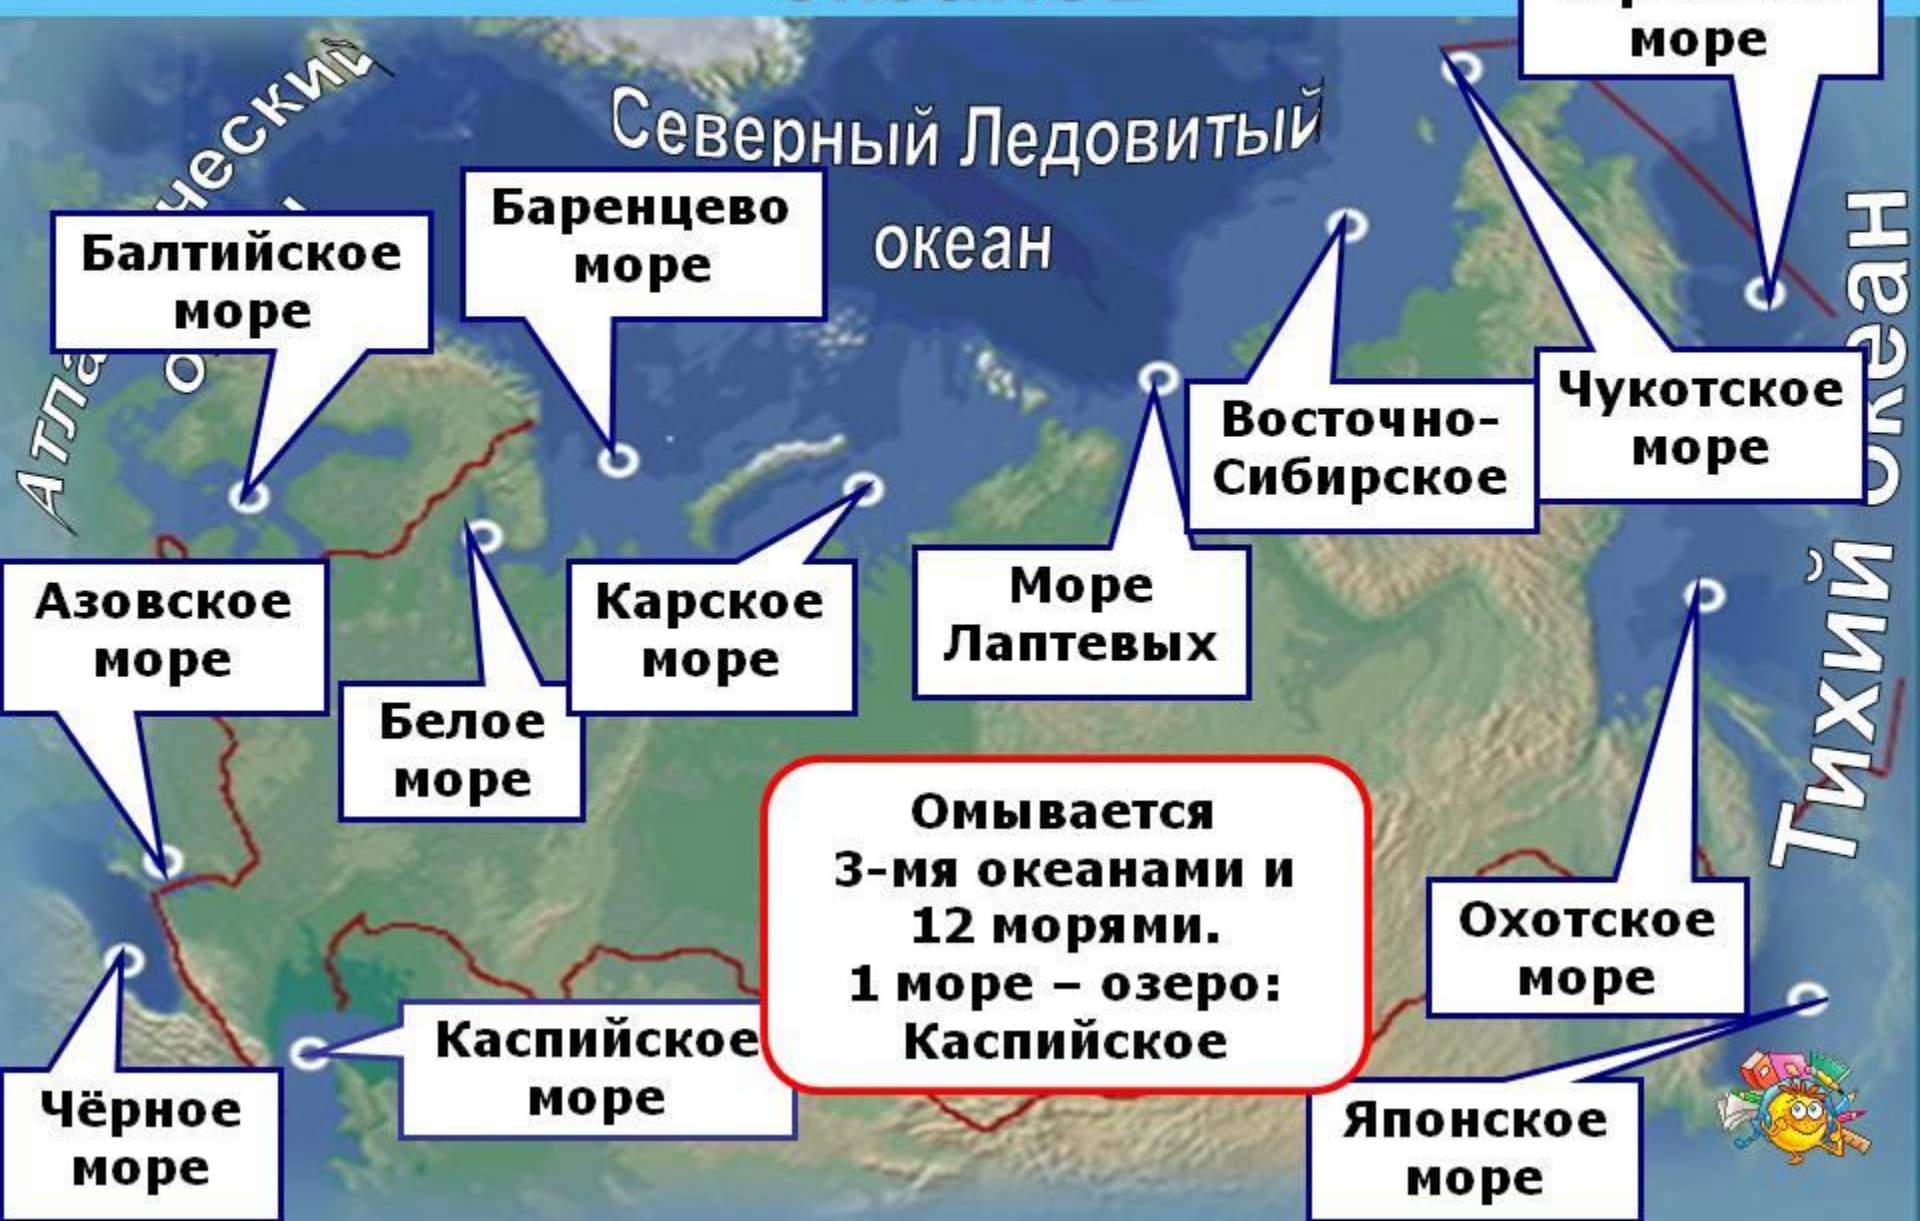 море
Северный Ледовитый
океан
Баренцево
море
Балтийское
море
Тихий океан
Чукотское
море
Восточно-
Сибирское
Азовское
море
Карское
море
Море
Лаптевых
Белое
море
Омывается
3-мя океанами и
12 морями.
1 море – озеро:
Каспийское
Охотское
море
Каспийское
море
Чёрное
море
Японское
море